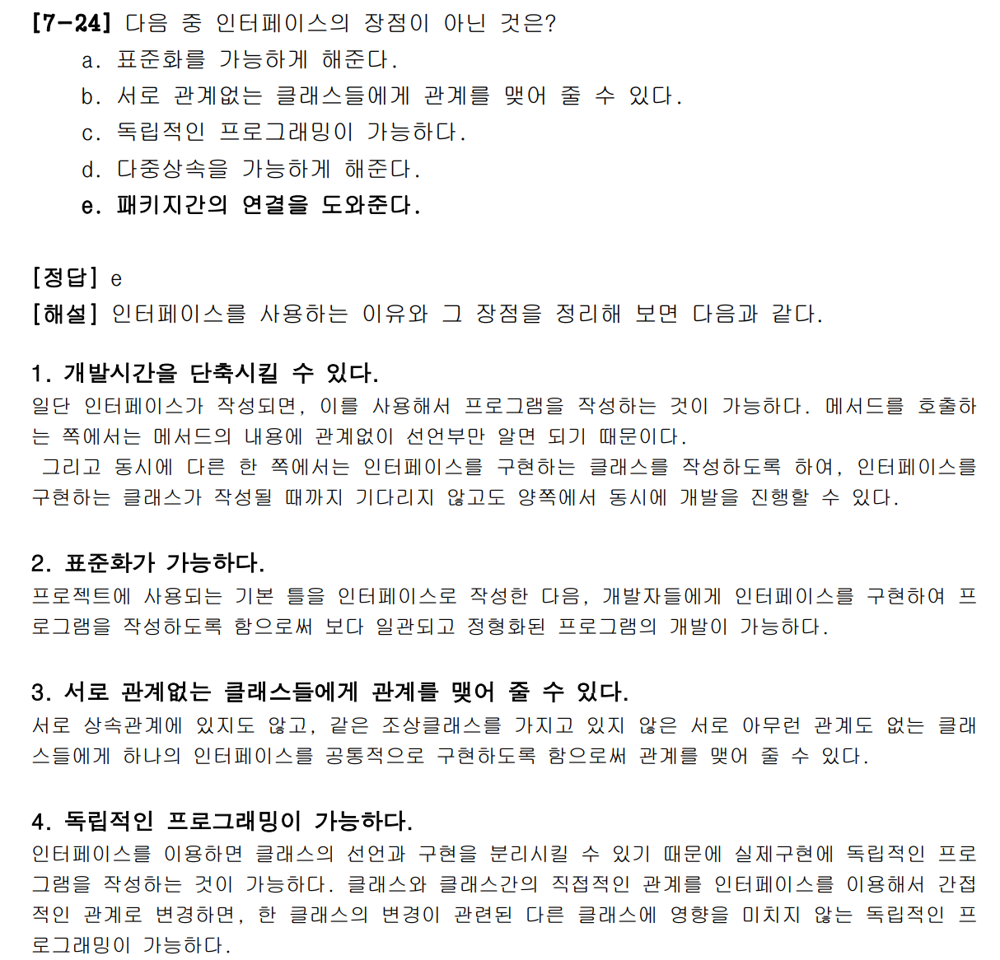 [7-24] 다음 중 인터페이스의 장점이 아닌 것은?
a. 표준화를 가능하게 해준다.
b. 서로 관계없는 클래스들에게 관계를 맺어 줄 수 있다.
c. 독립적인 프로그래밍이 가능하다.
d. 다중상속을 가능하게 해준다.
e. 패키지간의 연결을 도와준다.
[정답] e
[해설] 인터페이스를 사용하는 이유와 그 장점을 정리해 보면 다음과 같다.
1. 개발시간을 단축시킬 수 있다.
일단 인터페이스가 작성되면, 이를 사용해서 프로그램을 작성하는 것이 가능하다. 메서드를 호출하
는 쪽에서는 메서드의 내용에 관계없이 선언부만 알면 되기 때문이다.
그리고 동시에 다른 한 쪽에서는 인터페이스를 구현하는 클래스를 작성하도록 하여, 인터페이스를
구현하는 클래스가 작성될 때까지 기다리지 않고도 양쪽에서 동시에 개발을 진행할 수 있다.
2. 표준화가 가능하다.
프로젝트에 사용되는 기본 틀을 인터페이스로 작성한 다음, 개발자들에게 인터페이스를 구현하여 프
로그램을 작성하도록 함으로써 보다 일관되고 정형화된 프로그램의 개발이 가능하다.
3. 서로 관계없는 클래스들에게 관계를 맺어 줄 수 있다.
서로 상속관계에 있지도 않고, 같은 조상클래스를 가지고 있지 않은 서로 아무런 관계도 없는 클래
스들에게 하나의 인터페이스를 공통적으로 구현하도록 함으로써 관계를 맺어 줄 수 있다.
4. 독립적인 프로그래밍이 가능하다.
인터페이스를 이용하면 클래스의 선언과 구현을 분리시킬 수 있기 때문에 실제구현에 독립적인 프로
그램을 작성하는 것이 가능하다. 클래스와 클래스간의 직접적인 관계를 인터페이스를 이용해서 간접
적인 관계로 변경하면, 한 클래스의 변경이 관련된 다른 클래스에 영향을 미치지 않는 독립적인 프
로그래밍이 가능하다.